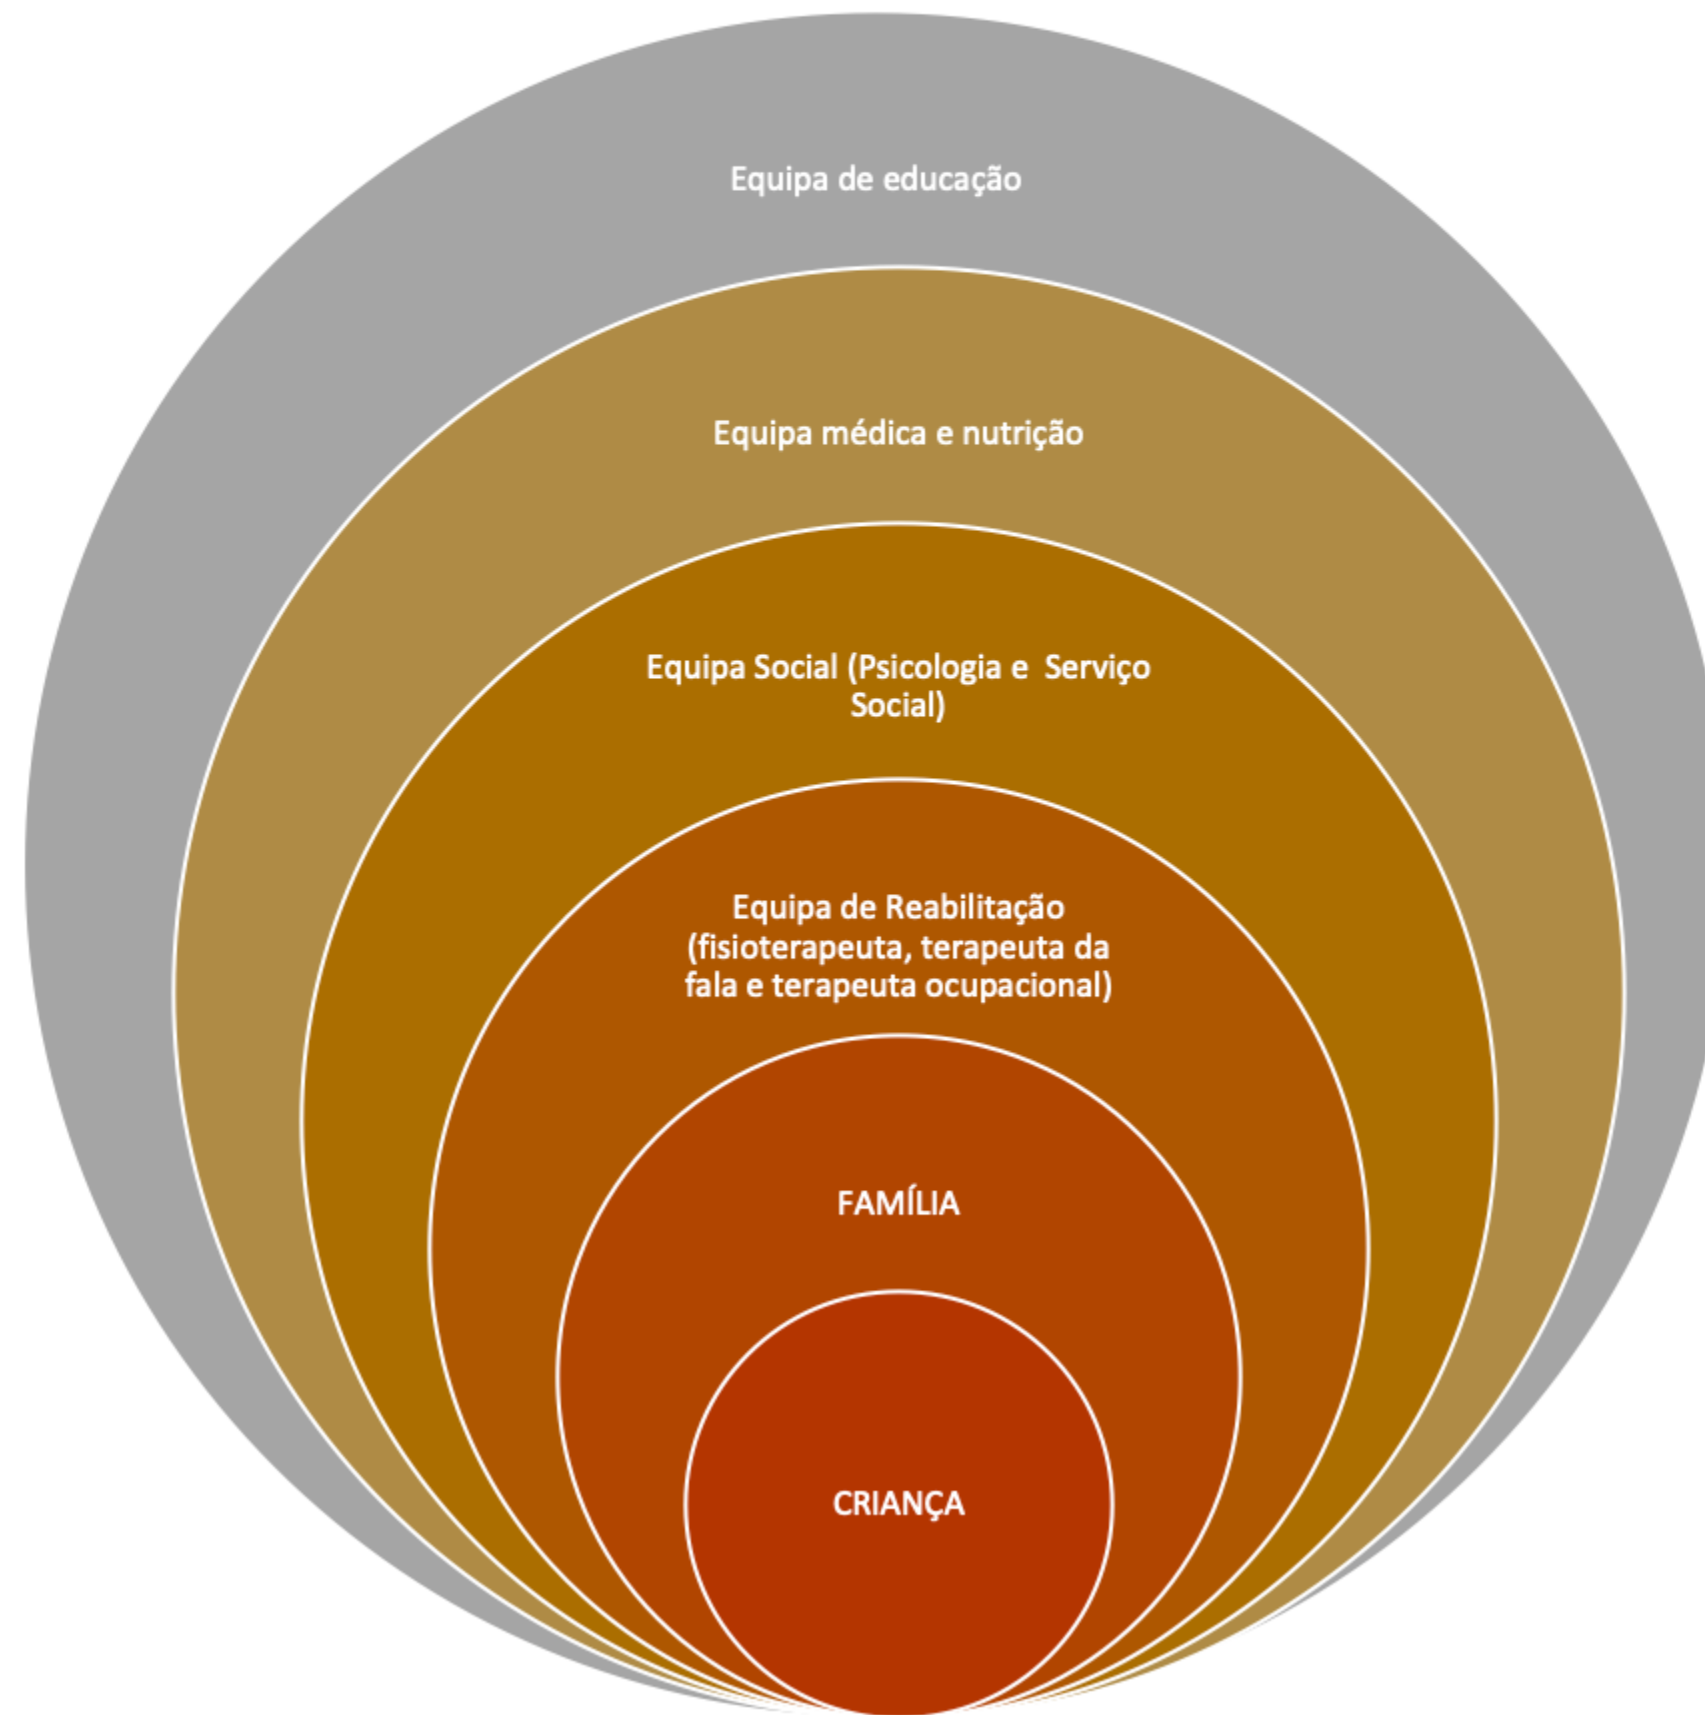 Equipa de educação
Equipa médica e nutrição
Equipa Social (Psicologia e  Serviço
Social)
Equipa de Reabilitação
(fisioterapeuta, terapeuta da
fala e terapeuta ocupacional)
FAMÍLIA
CRIANÇA